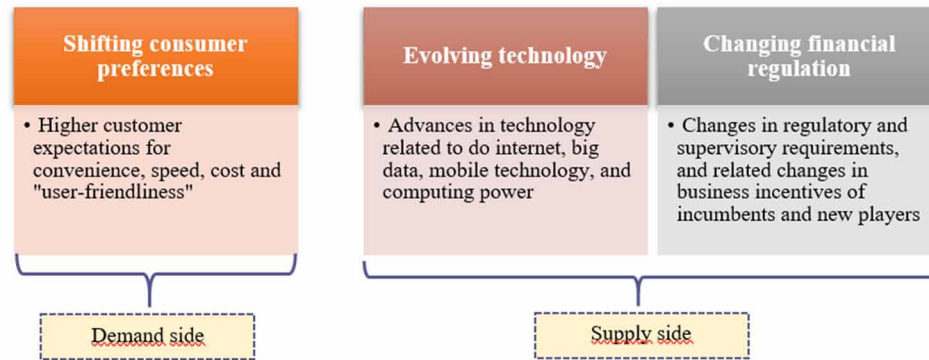 Shifting consumer
preferences
• Higher customer
expectations for
convenience, speed, cost and
"user-friendliness"
Demand side
Evolving technology
• Advances in technology
related to do internet, big
data, mobile technology, and
computing power
Changing financial
regulation
• Changes in regulatory and
supervisory requirements,
and related changes in
business incentives of
incumbents and new players
Supply side